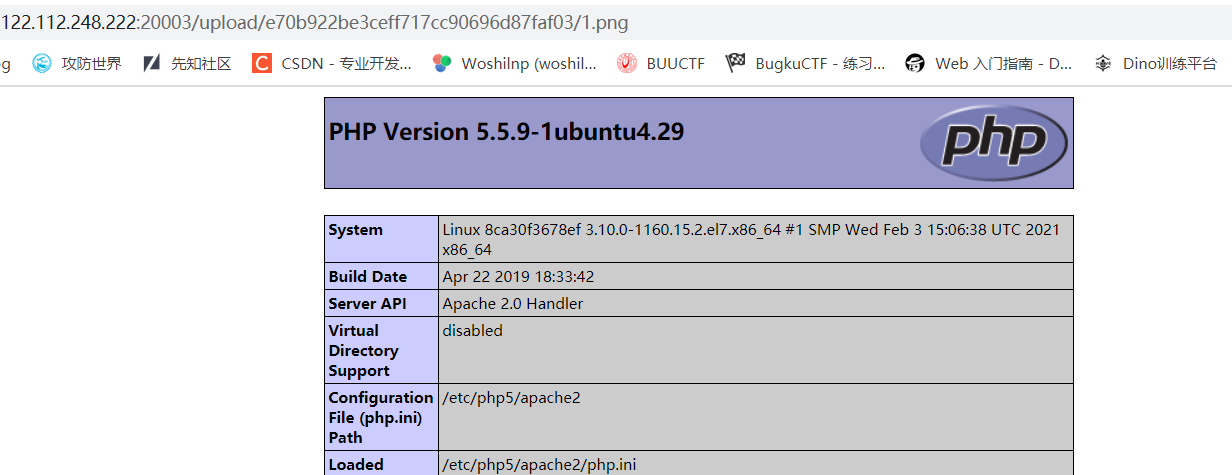 122.112.248.222:20003/upload/e70b922be3ceff717cc90696d87faf03/1.png
og 攻防世界 先知社区 CSDN - 专业开发... Woshilnp (woshil... BUUCTF BugkuCTF - 练习... Web 入门指南 - D... Dino训练平台
PHP Version 5.5.9-1ubuntu4.29
php
System Linux 8ca30f3678ef 3.10.0-1160.15.2.el7.x86_64 #1 SMP Wed Feb 3 15:06:38 UTC 2021
x86_64
Build Date Apr 22 2019 18:33:42
Server API Apache 2.0 Handler
Virtual disabled
Directory
Support
Configuration /etc/php5/apache2
File (php.ini)
Path
Loaded /etc/php5/apache2/php.ini